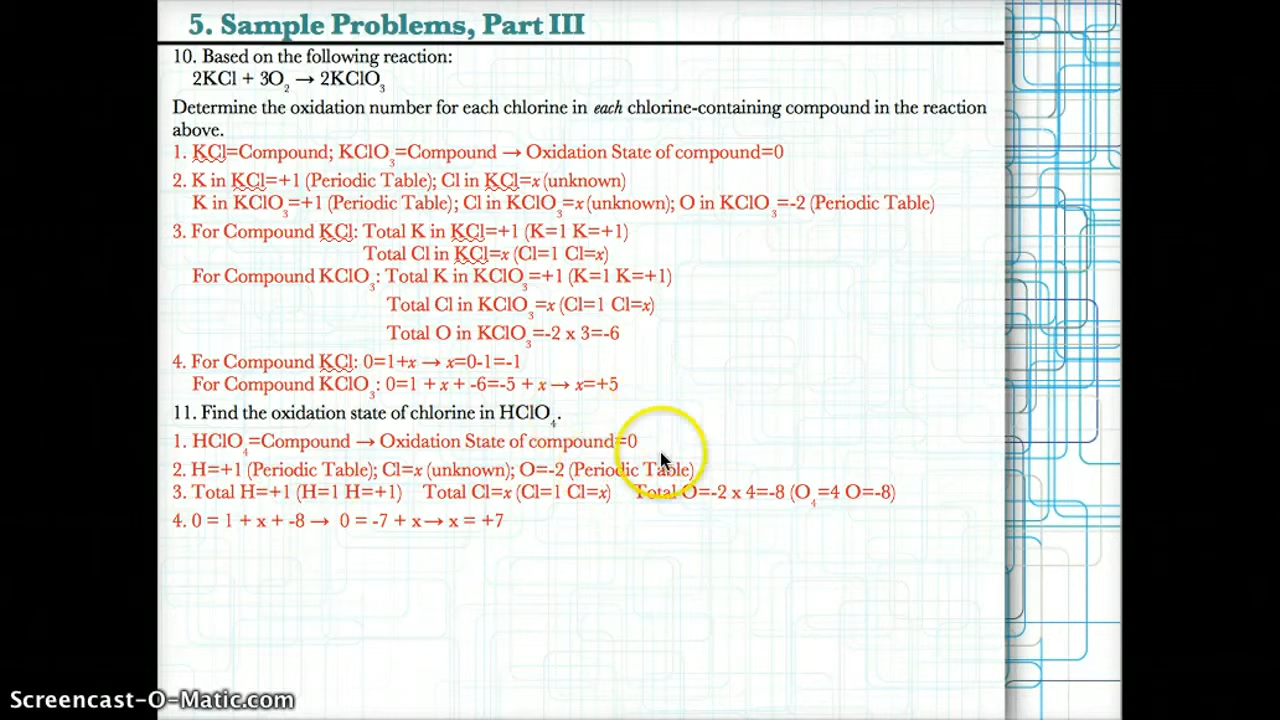 5. Sample Problems, Part III
10. Based on the following reaction:
2KCl + 3O₂ → 2KClO₃
Determine the oxidation number for each chlorine in each chlorine-containing compound in the reaction
above.
1. KCl=Compound; KClO₃=Compound → Oxidation State of compound=0
2. K in KCl=+1 (Periodic Table); Cl in KCl=x (unknown)
K in KClO₃=+1 (Periodic Table); Cl in KClO₃=x (unknown); O in KClO₃=-2 (Periodic Table)
3. For Compound KCl: Total K in KCl=+1 (K=1 K=+1)
Total Cl in KCl=x (Cl=1 Cl=x)
For Compound KClO₃: Total K in KClO₃=+1 (K=1 K=+1)
Total Cl in KClO₃=x (Cl=1 Cl=x)
Total O in KClO₃=-2 x 3=-6
4. For Compound KCl: 0=1+x → x=0-1=-1
For Compound KClO₃: 0=1 + x + -6=-5 + x → x=+5
11. Find the oxidation state of chlorine in HClO₄.
1. HClO₄=Compound → Oxidation State of compound=0
2. H=+1 (Periodic Table); Cl=x (unknown); O=-2 (Periodic Table)
3. Total H=+1 (H=1 H=+1) Total Cl=x (Cl=1 Cl=x) Total O=-2 x 4=-8 (O₄=4 O=-8)
4. 0 = 1 + x + -8 → 0 = -7 + x → x = +7
Screencast-O-Matic.com